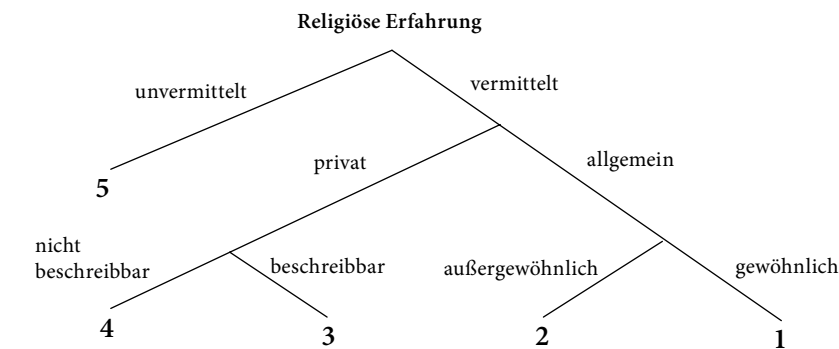 Religiöse Erfahrung
unvermittelt
vermittelt
privat
allgemein
5
nicht
beschreibbar
beschreibbar
außergewöhnlich
gewöhnlich
4
3
2
1